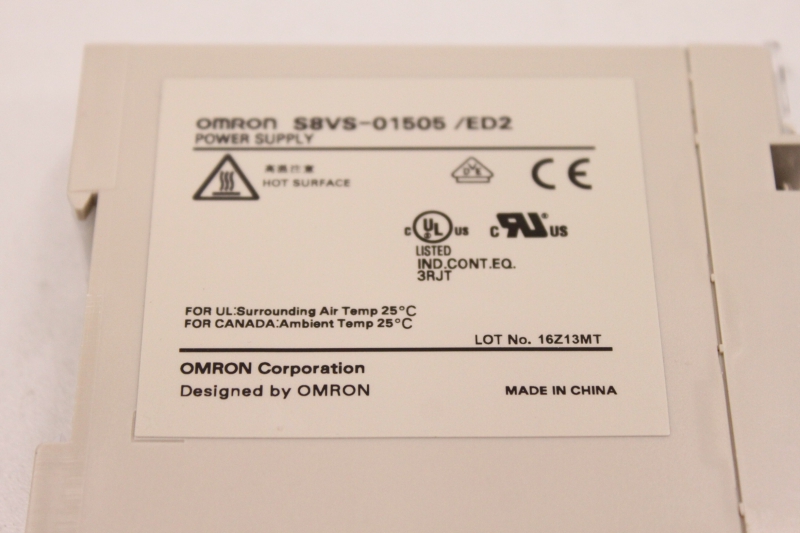 OMRON S8VS-01505 /ED2
POWER SUPPLY
高温注意
HOT SURFACE
DVE
CE
C UL US
LISTED
IND.CONT.EQ.
3RJT
C RU US
FOR UL:Surrounding Air Temp 25°C
FOR CANADA:Ambient Temp 25°C
LOT No. 16Z13MT
OMRON Corporation
Designed by OMRON
MADE IN CHINA